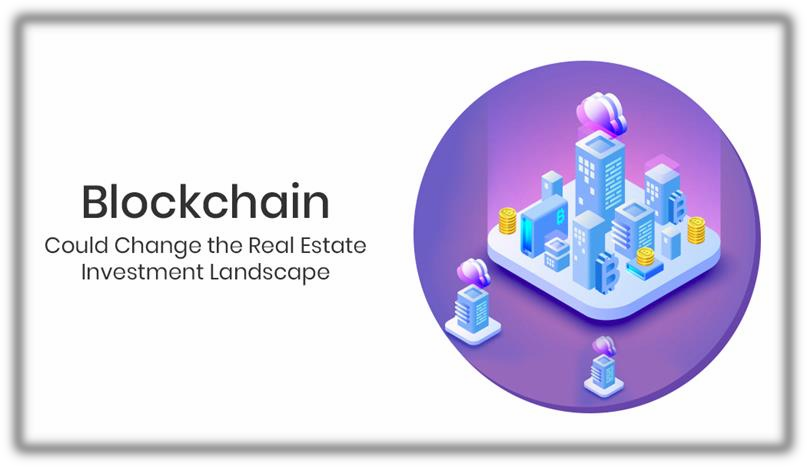 Blockchain
Could Change the Real Estate
Investment Landscape